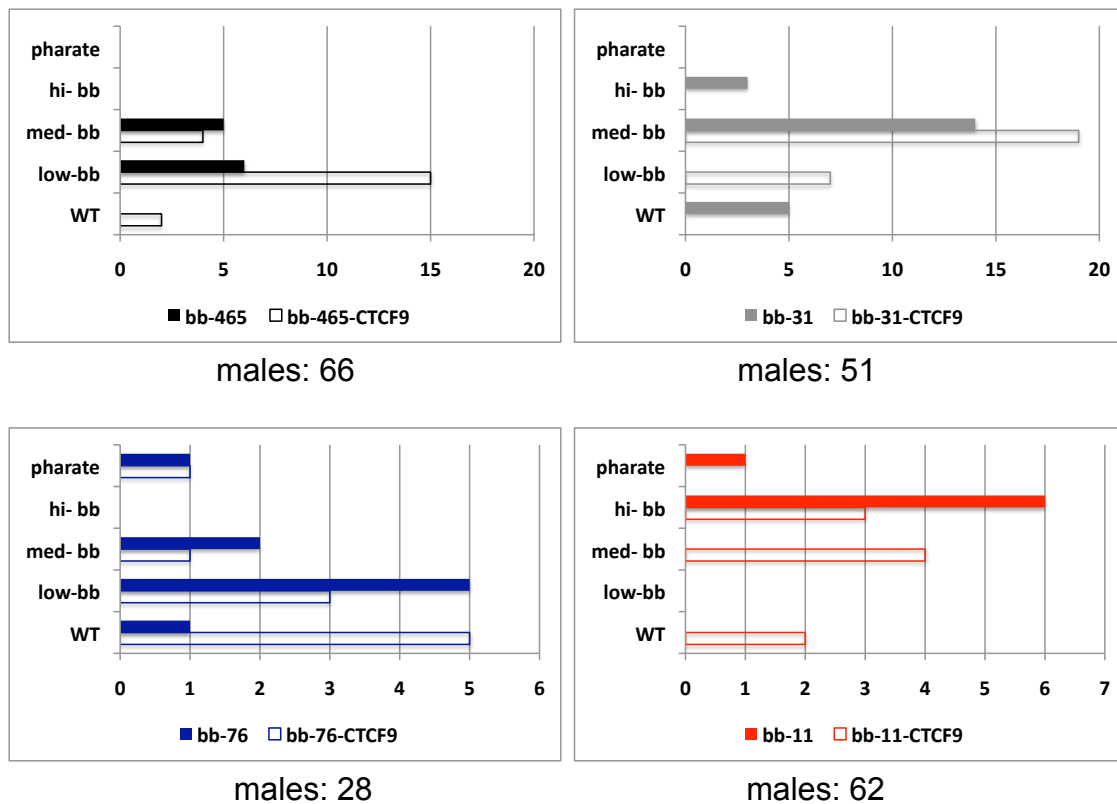 pharate
hi- bb
med- bb
low-bb
WT
0 5 10 15 20
bb-465 bb-465-CTCF9
males: 66
pharate
hi- bb
med- bb
low-bb
WT
0 5 10 15 20
bb-31 bb-31-CTCF9
males: 51
pharate
hi- bb
med- bb
low-bb
WT
0 1 2 3 4 5 6
bb-76 bb-76-CTCF9
males: 28
pharate
hi- bb
med- bb
low-bb
WT
0 1 2 3 4 5 6 7
bb-11 bb-11-CTCF9
males: 62